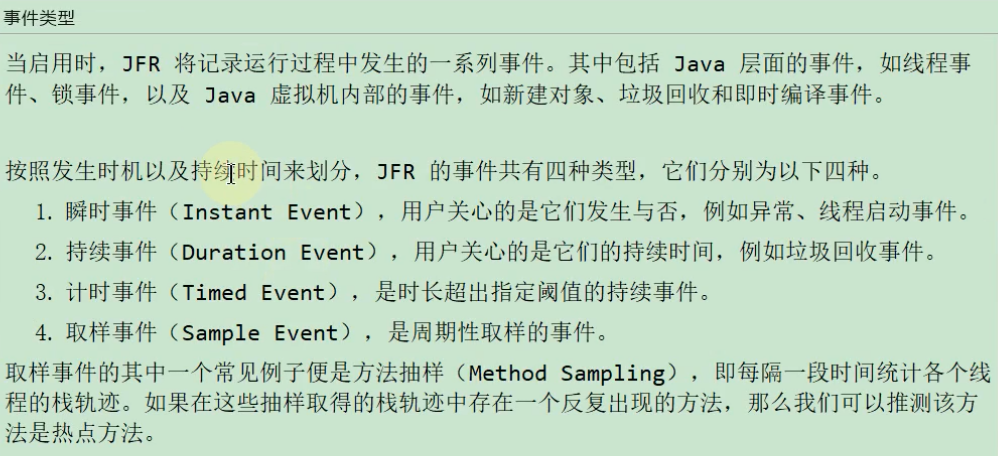 事件类型
当启用时，JFR 将记录运行过程中发生的一系列事件。其中包括 Java 层面的事件，如线程事
件、锁事件，以及 Java 虚拟机内部的事件，如新建对象、垃圾回收和即时编译事件。
按照发生时机以及持续时间来划分，JFR 的事件共有四种类型，它们分别为以下四种。
1. 瞬时事件（Instant Event），用户关心的是它们发生与否，例如异常、线程启动事件。
2. 持续事件（Duration Event），用户关心的是它们的持续时间，例如垃圾回收事件。
3. 计时事件（Timed Event），是时长超出指定阈值的持续事件。
4. 取样事件（Sample Event），是周期性取样的事件。
取样事件的其中一个常见例子便是方法抽样（Method Sampling），即每隔一段时间统计各个线
程的栈轨迹。如果在这些抽样取得的栈轨迹中存在一个反复出现的方法，那么我们可以推测该方
法是热点方法。